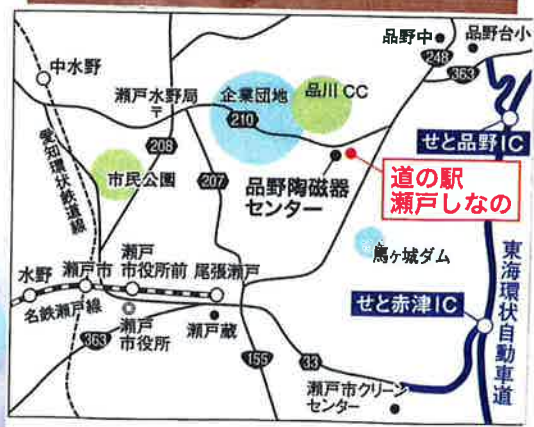 品野中
品野台小
248
363
中水野
瀬戸水野局
〒
企業団地
品川 CC
210
せと品野IC
愛知環状鉄道線
208
市民公園
207
品野陶磁器
センター
道の駅
瀬戸しなの
馬ヶ城ダム
東海環状自動車道
水野
瀬戸市
瀬戸
市役所前
尾張瀬戸
名鉄瀬戸線
せと赤津IC
363
瀬戸
市役所
瀬戸蔵
155
33
瀬戸市クリーン
センター